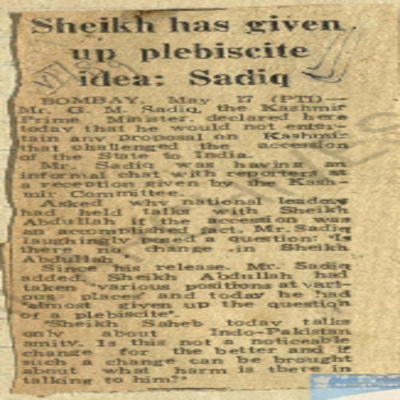 Sheikh has given
up plebiscite
idea: Sadiq
BOMBAY, May 17 (PTI)—
Mr. G. M. Sadiq, the Kashmir
Prime Minister, declared here
today that he would not enter-
tain any proposal on Kashmir
that challenged the accession
of the State to India.
Mr. Sadiq was having an
informal chat with reporters at
a reception given by the Kash-
mir Committee.
Asked why national leaders
had held talks with Sheikh
Abdullah if the accession was
an accomplished fact, Mr. Sadiq
laughingly posed a question: "Is
there no change in Sheikh
Abdullah
Since his release, Mr. Sadiq
added, Sheikh Abdullah had
taken various positions at vari-
ous places and today he had
"almost given up the question
of a plebiscite".
"Sheikh Saheb today talks
only about Indo-Pakistan
amity. Is this not a noticeable
change for the better and if
such a change can be brought
about what harm is there in
talking to him?"